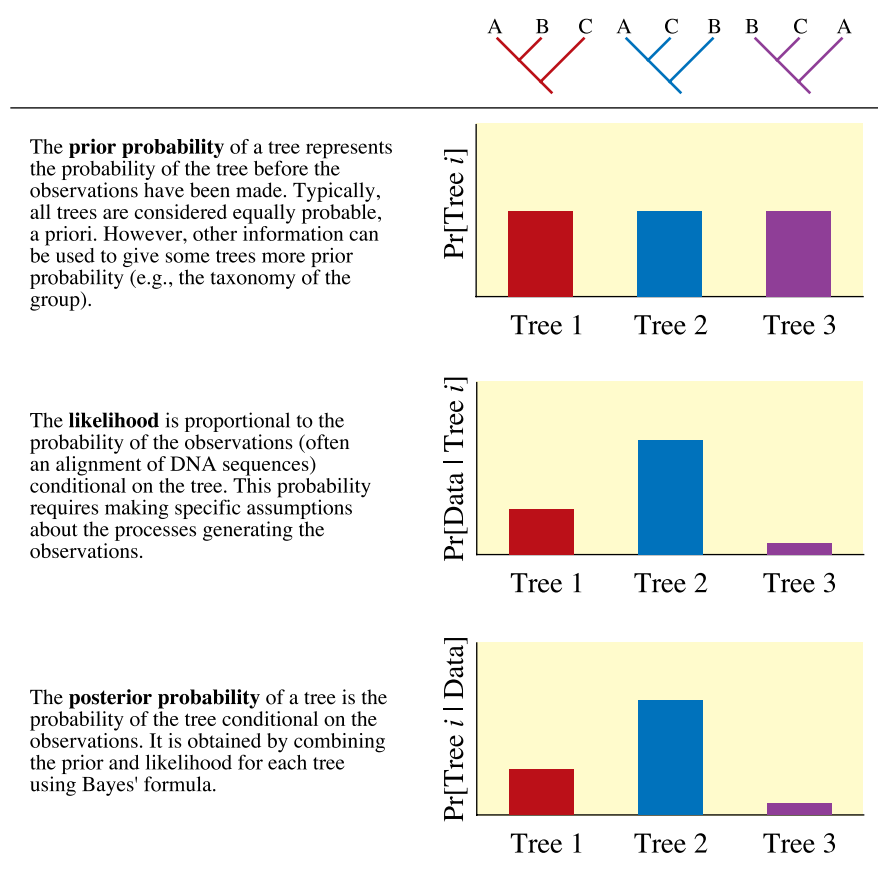 A B C A C B B C A
The prior probability of a tree represents
the probability of the tree before the
observations have been made. Typically,
all trees are considered equally probable,
a priori. However, other information can
be used to give some trees more prior
probability (e.g., the taxonomy of the
group).
Pr[Tree i]
Tree 1 Tree 2 Tree 3
The likelihood is proportional to the
probability of the observations (often
an alignment of DNA sequences)
conditional on the tree. This probability
requires making specific assumptions
about the processes generating the
observations.
Pr[Data | Tree i]
Tree 1 Tree 2 Tree 3
The posterior probability of a tree is the
probability of the tree conditional on the
observations. It is obtained by combining
the prior and likelihood for each tree
using Bayes' formula.
Pr[Tree i | Data]
Tree 1 Tree 2 Tree 3